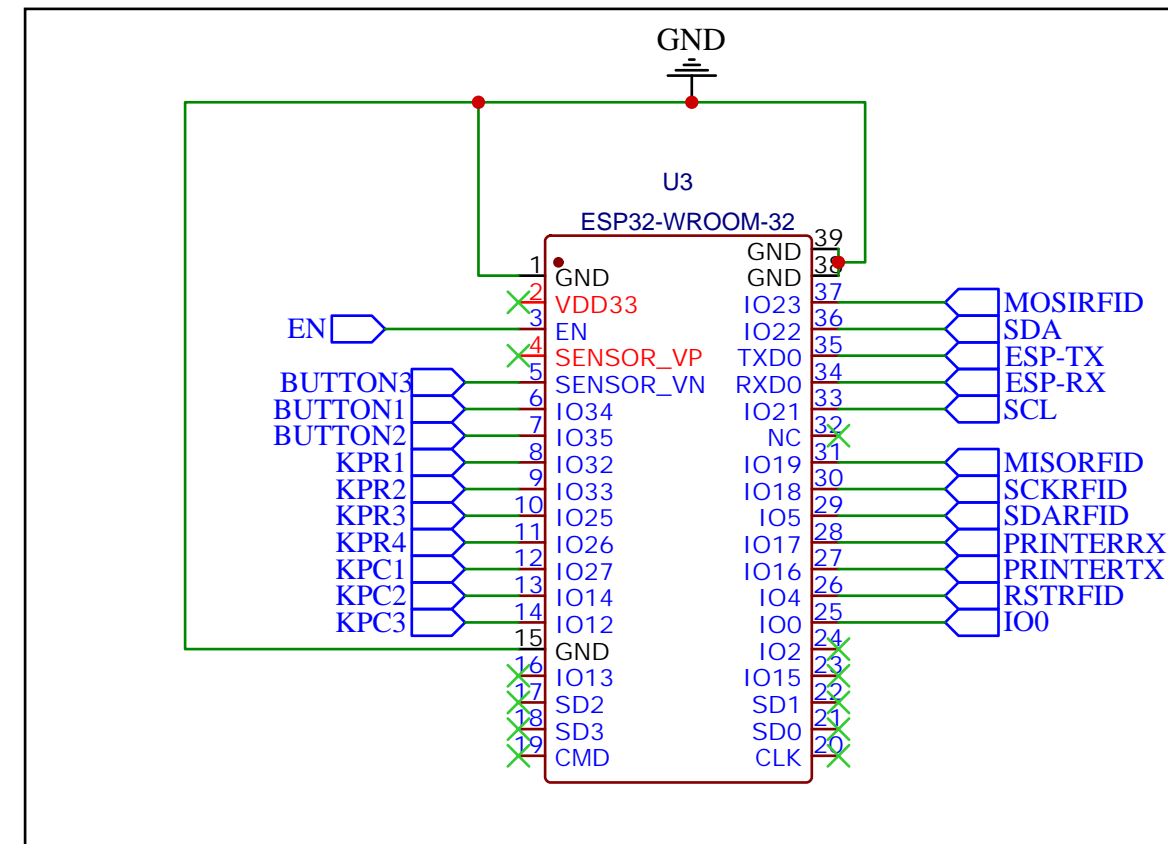 GND
U3
ESP32-WROOM-32
39
GND
1
38
GND
GND
2
37
VDD33
IO23
MOSIRFID
EN
3
36
EN
IO22
SDA
4
35
SENSOR_VP
TXD0
ESP-TX
BUTTON3
5
34
SENSOR_VN
RXD0
ESP-RX
BUTTON1
6
33
IO34
IO21
SCL
BUTTON2
7
32
IO35
NC
KPR1
8
31
IO32
IO19
MISORFID
KPR2
9
30
IO33
IO18
SCKRFID
KPR3
10
29
IO25
IO5
SDARFID
KPR4
11
28
IO26
IO17
PRINTERRX
KPC1
12
27
IO27
IO16
PRINTERTX
KPC2
13
26
IO14
IO4
RSTRFID
KPC3
14
25
IO12
IO0
IO0
15
24
GND
IO2
16
23
IO13
IO15
17
22
SD2
SD1
18
21
SD3
SD0
19
20
CMD
CLK